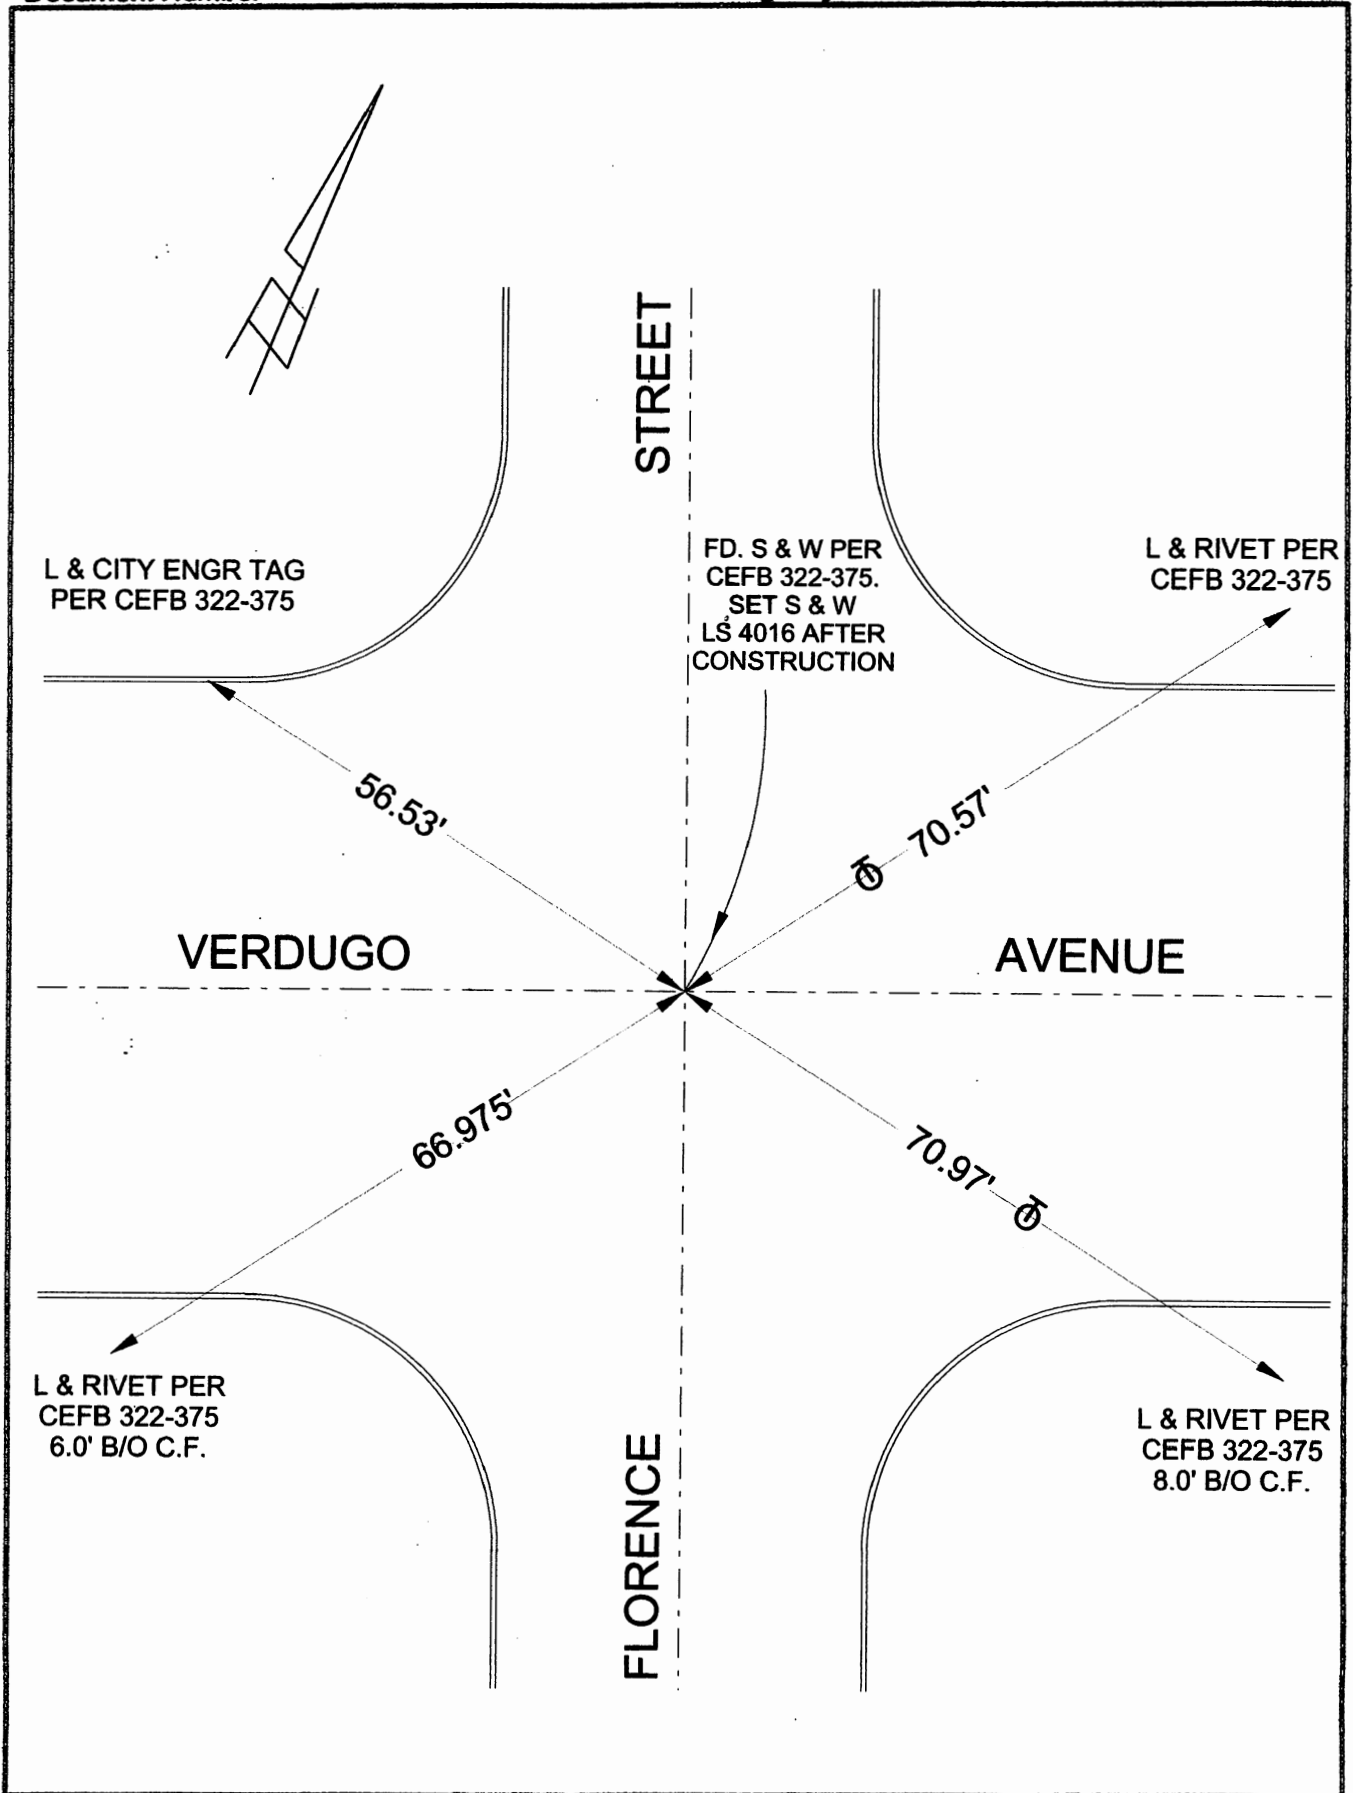 STREET
L & CITY ENGR TAG
PER CEFB 322-375
FD. S & W PER
CEFB 322-375.
SET S & W
LS 4016 AFTER
CONSTRUCTION
L & RIVET PER
CEFB 322-375
56.53'
70.57'
VERDUGO
AVENUE
66.975'
70.97'
L & RIVET PER
CEFB 322-375
6.0' B/O C.F.
L & RIVET PER
CEFB 322-375
8.0' B/O C.F.
FLORENCE